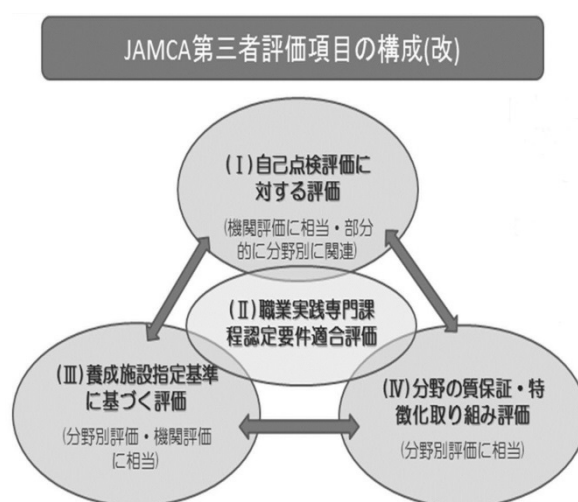 JAMCA第三者評価項目の構成(改)
(Ⅰ)自己点検評価に
対する評価
(機関評価に相当・部分
的に分野別に関連)
(Ⅱ)職業実践専門課
程認定要件適合評価
(Ⅲ)養成施設指定基準
に基づく評価
(分野別評価・機関評価
に相当)
(Ⅳ)分野の質保証・特
徴化取り組み評価
(分野別評価に相当)